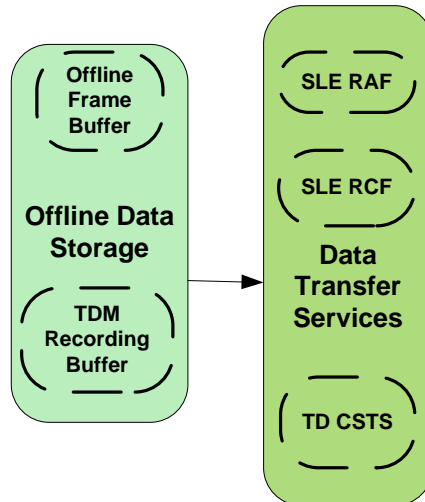 Offline
Frame
Buffer
Offline Data
Storage
TDM
Recording
Buffer
SLE RAF
SLE RCF
Data
Transfer
Services
TD CSTS